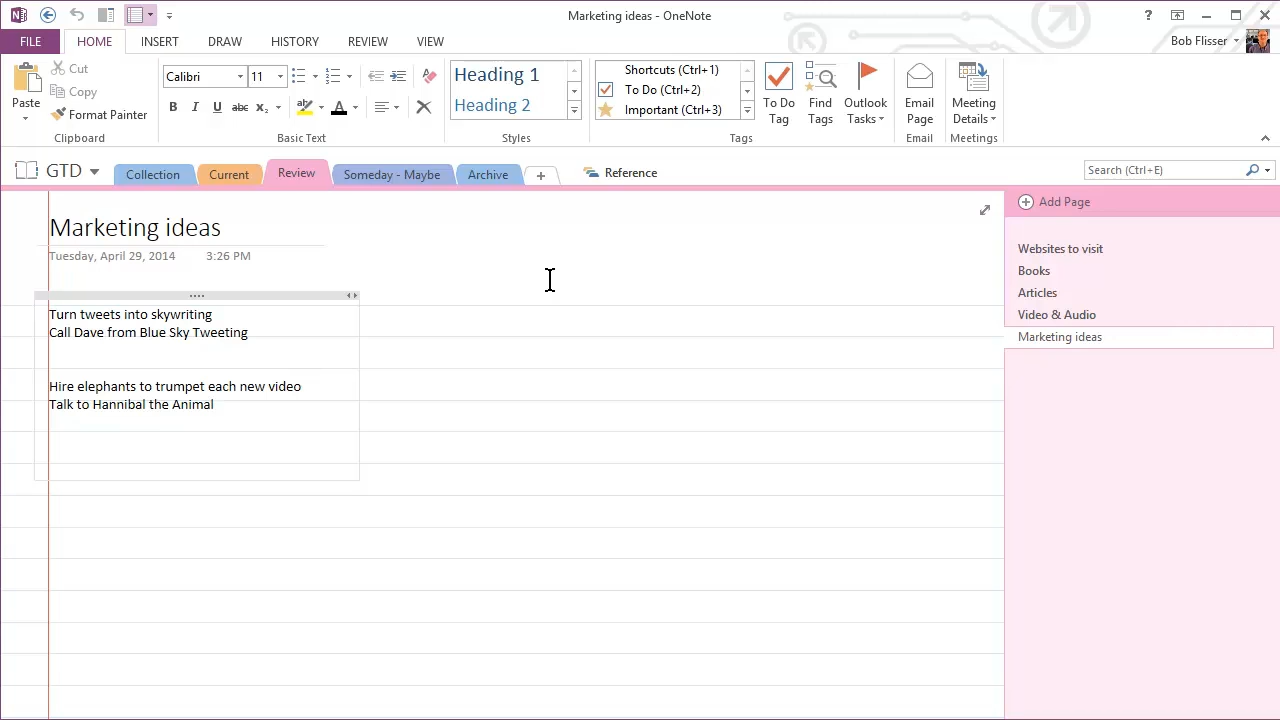 Marketing ideas - OneNote
?
FILE HOME INSERT DRAW HISTORY REVIEW VIEW
Bob Flisser
Paste
Cut
Copy
Format Painter
Clipboard
Calibri 11
B I U abc x₂ ab A
Basic Text
Heading 1
Heading 2
Styles
Shortcuts (Ctrl+1)
To Do (Ctrl+2)
Important (Ctrl+3)
To Do Tag
Find Tags
Tags
Outlook Tasks
Email Page
Email
Meeting Details
Meetings
GTD
Collection Current Review Someday - Maybe Archive + Reference
Search (Ctrl+E)
Marketing ideas
Tuesday, April 29, 2014 3:26 PM
Turn tweets into skywriting
Call Dave from Blue Sky Tweeting
Hire elephants to trumpet each new video
Talk to Hannibal the Animal
Add Page
Websites to visit
Books
Articles
Video & Audio
Marketing ideas